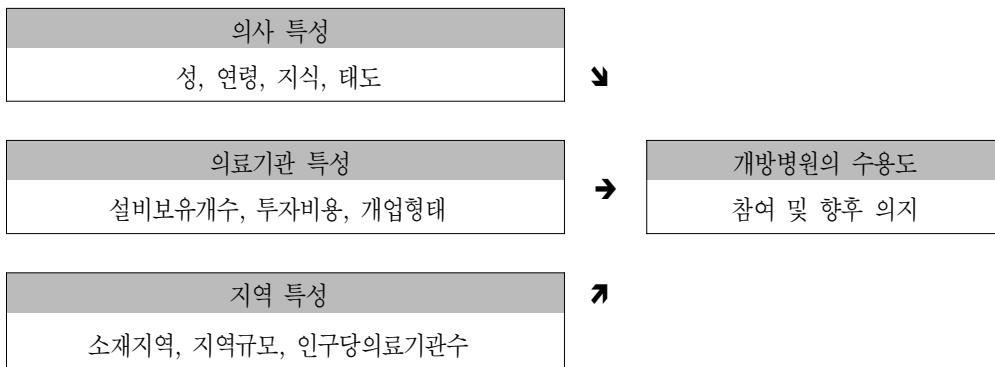 의사 특성
성, 연령, 지식, 태도
의료기관 특성
설비보유개수, 투자비용, 개업형태
개방병원의 수용도
참여 및 향후 의지
지역 특성
소재지역, 지역규모, 인구당의료기관수